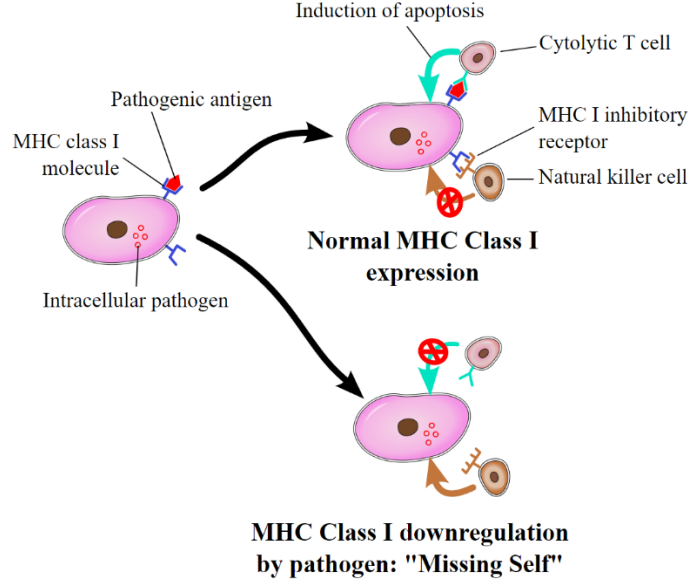 Induction of apoptosis
Cytolytic T cell
Pathogenic antigen
MHC class I
molecule
MHC I inhibitory
receptor
Natural killer cell
Normal MHC Class I
expression
Intracellular pathogen
MHC Class I downregulation
by pathogen: "Missing Self"